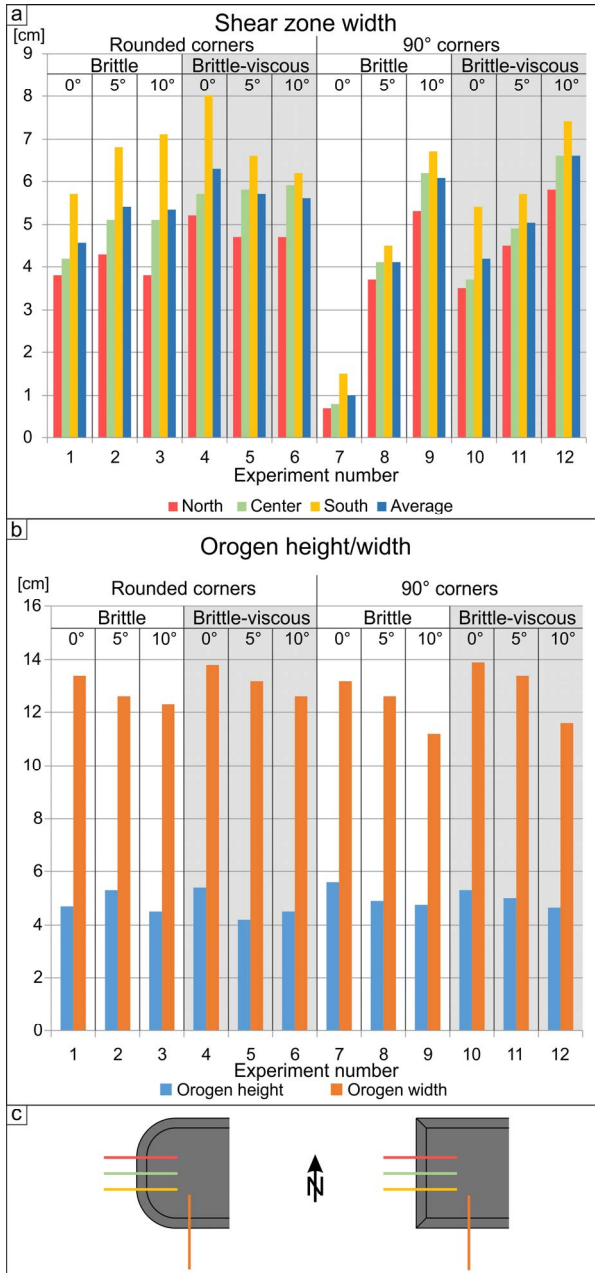 a
Shear zone width
[cm]
Rounded corners 90° corners
Brittle Brittle-viscous Brittle Brittle-viscous
0° 5° 10° 0° 5° 10° 0° 5° 10° 0° 5° 10°
9
8
7
6
5
4
3
2
1
0
1 2 3 4 5 6 7 8 9 10 11 12
Experiment number
North Center South Average
b
Orogen height/width
[cm]
Rounded corners 90° corners
16
Brittle Brittle-viscous Brittle Brittle-viscous
0° 5° 10° 0° 5° 10° 0° 5° 10° 0° 5° 10°
14
12
10
8
6
4
2
0
1 2 3 4 5 6 7 8 9 10 11 12
Experiment number
Orogen height Orogen width
c
N